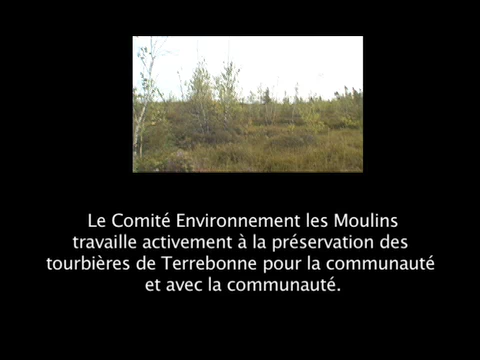 Le Comité Environnement les Moulins
travaille activement à la préservation des
tourbières de Terrebonne pour la communauté
et avec la communauté.